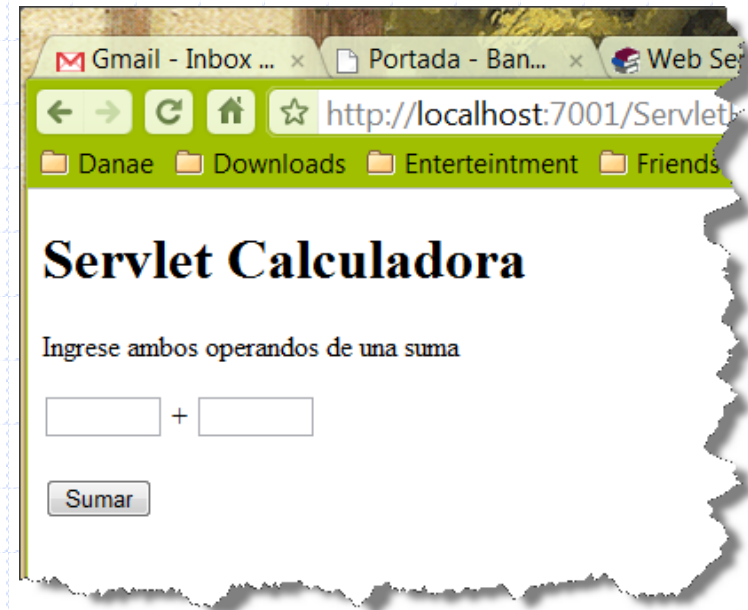 Gmail - Inbox ... × Portada - Ban... × Web Se
http://localhost:7001/Servlet
Danae Downloads Enterteintment Friends
Servlet Calculadora
Ingrese ambos operandos de una suma
+
Sumar